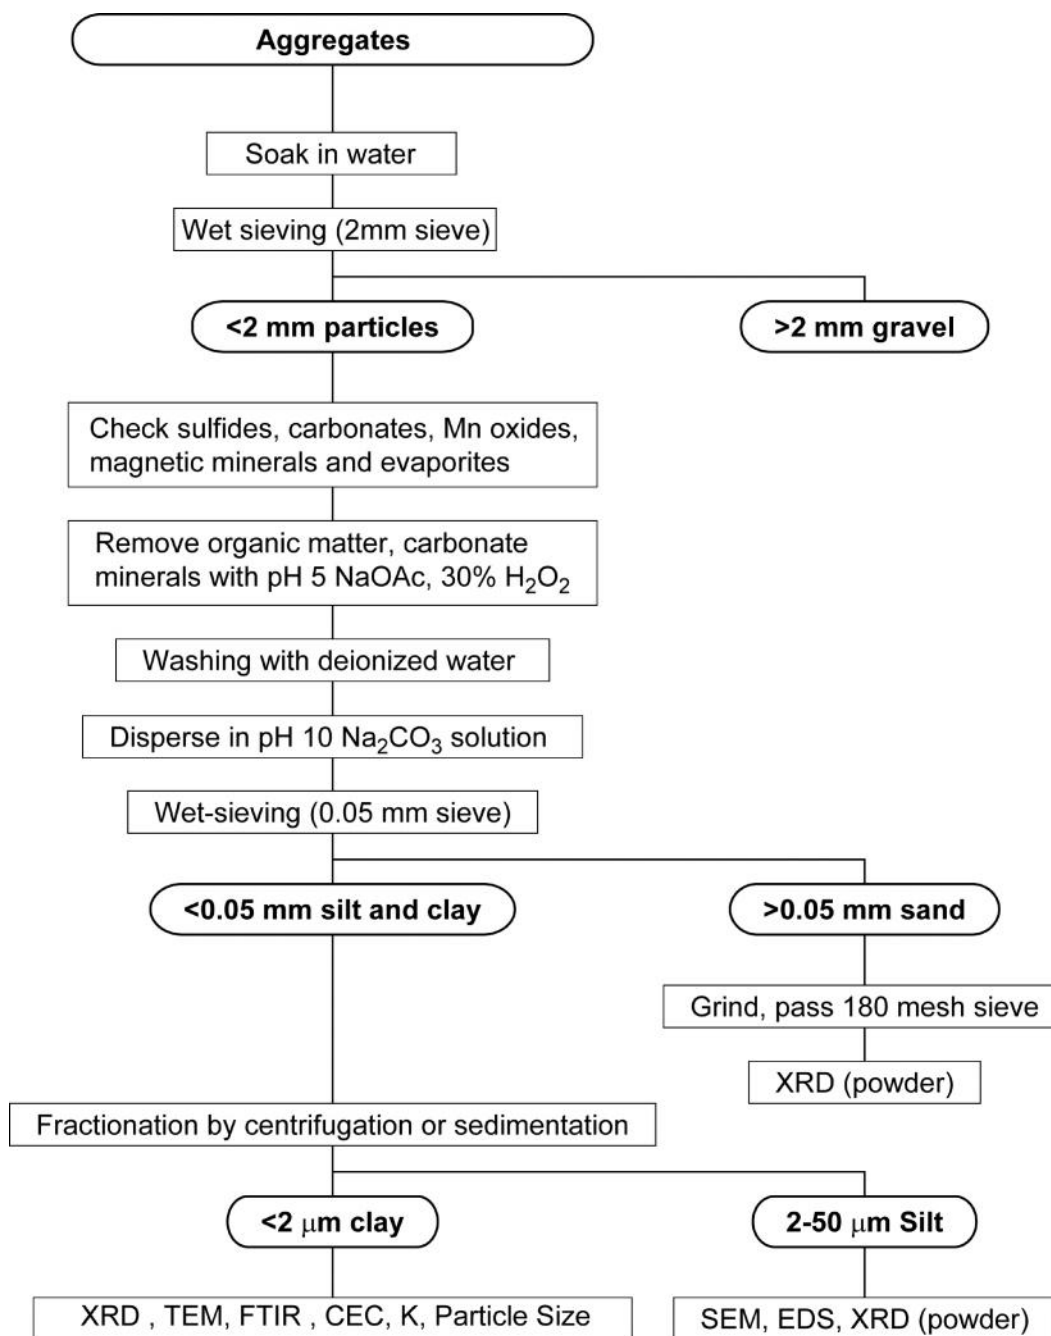 Aggregates
Soak in water
Wet sieving (2mm sieve)
<2 mm particles
>2 mm gravel
Check sulfides, carbonates, Mn oxides,
magnetic minerals and evaporites
Remove organic matter, carbonate
minerals with pH 5 NaOAc, 30% H₂O₂
Washing with deionized water
Disperse in pH 10 Na₂CO₃ solution
Wet-sieving (0.05 mm sieve)
<0.05 mm silt and clay
>0.05 mm sand
Grind, pass 180 mesh sieve
XRD (powder)
Fractionation by centrifugation or sedimentation
<2 μm clay
2-50 μm Silt
XRD , TEM, FTIR , CEC, K, Particle Size
SEM, EDS, XRD (powder)